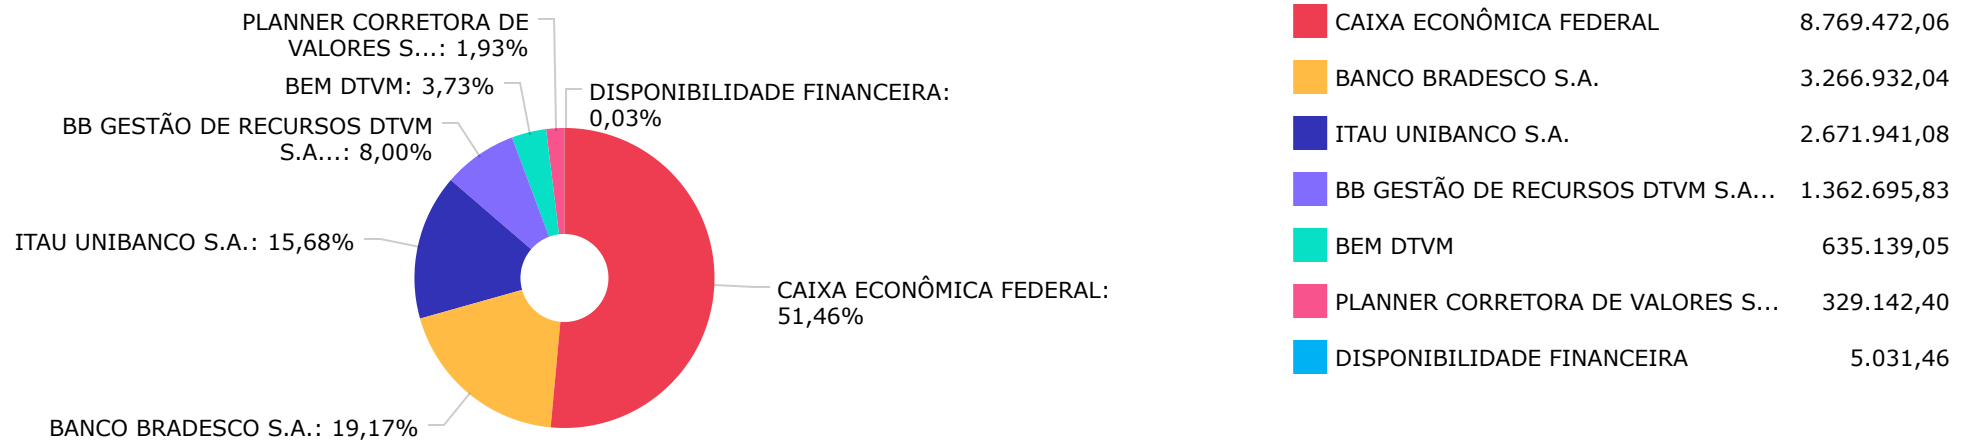 PLANNER CORRETORA DE
VALORES S...: 1,93%
BEM DTVM: 3,73%
DISPONIBILIDADE FINANCEIRA:
0,03%
BB GESTÃO DE RECURSOS DTVM
S.A...: 8,00%
ITAU UNIBANCO S.A.: 15,68%
CAIXA ECONÔMICA FEDERAL:
51,46%
BANCO BRADESCO S.A.: 19,17%
CAIXA ECONÔMICA FEDERAL 8.769.472,06
BANCO BRADESCO S.A. 3.266.932,04
ITAU UNIBANCO S.A. 2.671.941,08
BB GESTÃO DE RECURSOS DTVM S.A... 1.362.695,83
BEM DTVM 635.139,05
PLANNER CORRETORA DE VALORES S... 329.142,40
DISPONIBILIDADE FINANCEIRA 5.031,46